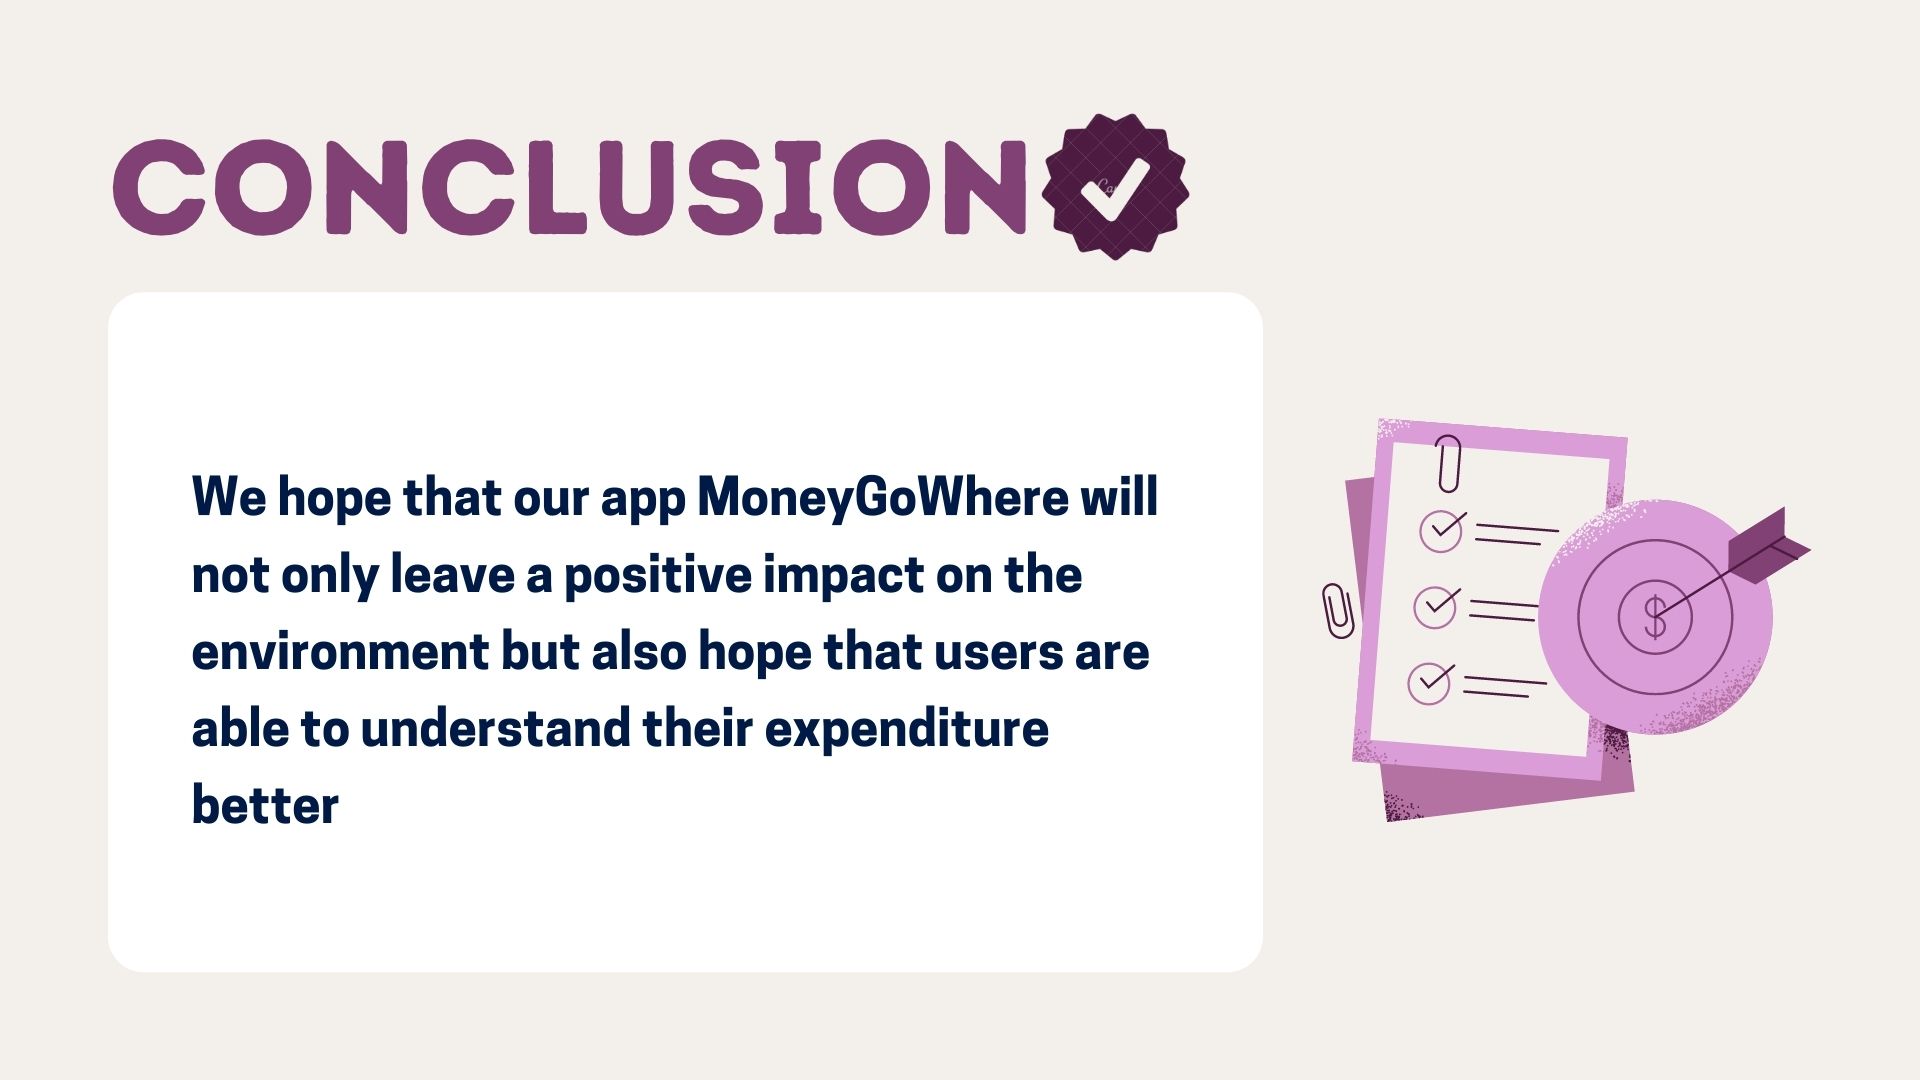 CONCLUSION
We hope that our app MoneyGoWhere will
not only leave a positive impact on the
environment but also hope that users are
able to understand their expenditure
better
$